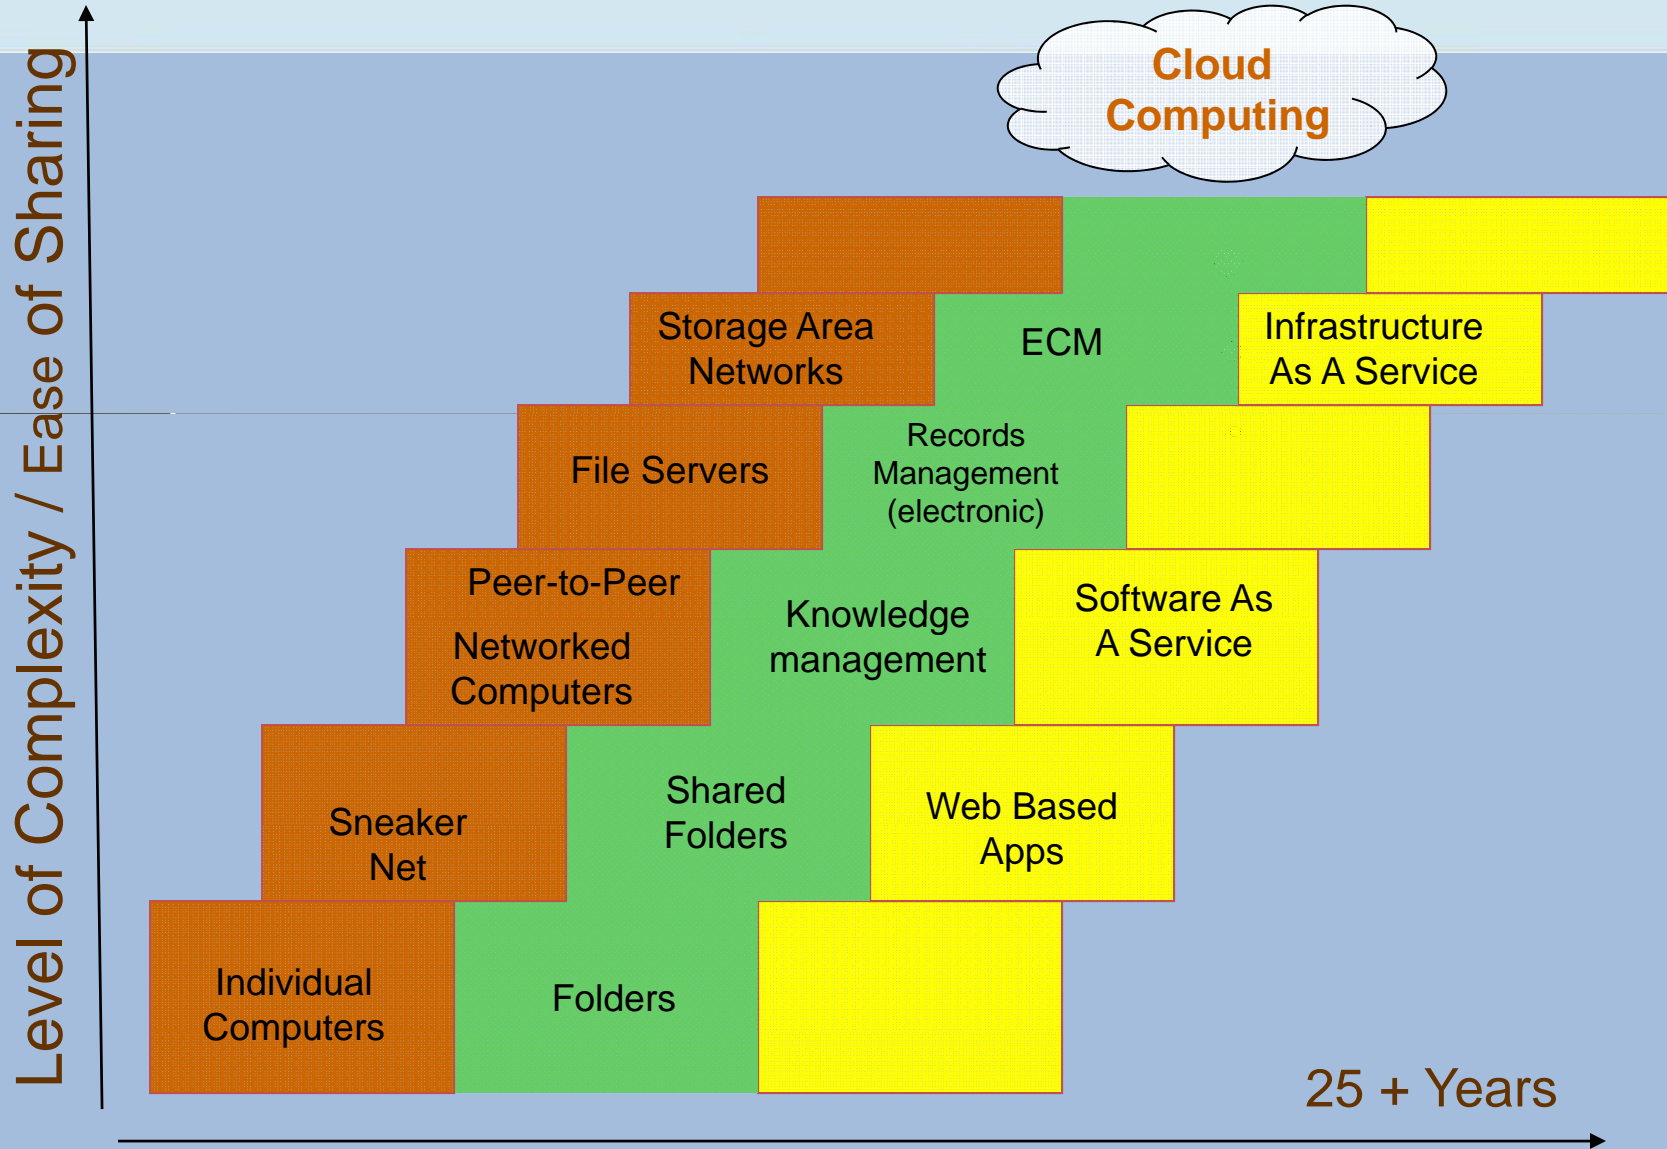 Level of Complexity / Ease of Sharing
Cloud
Computing
Storage Area
Networks
ECM
Infrastructure
As A Service
File Servers
Records
Management
(electronic)
Peer-to-Peer
Networked
Computers
Knowledge
management
Software As
A Service
Sneaker
Net
Shared
Folders
Web Based
Apps
Individual
Computers
Folders
25 + Years